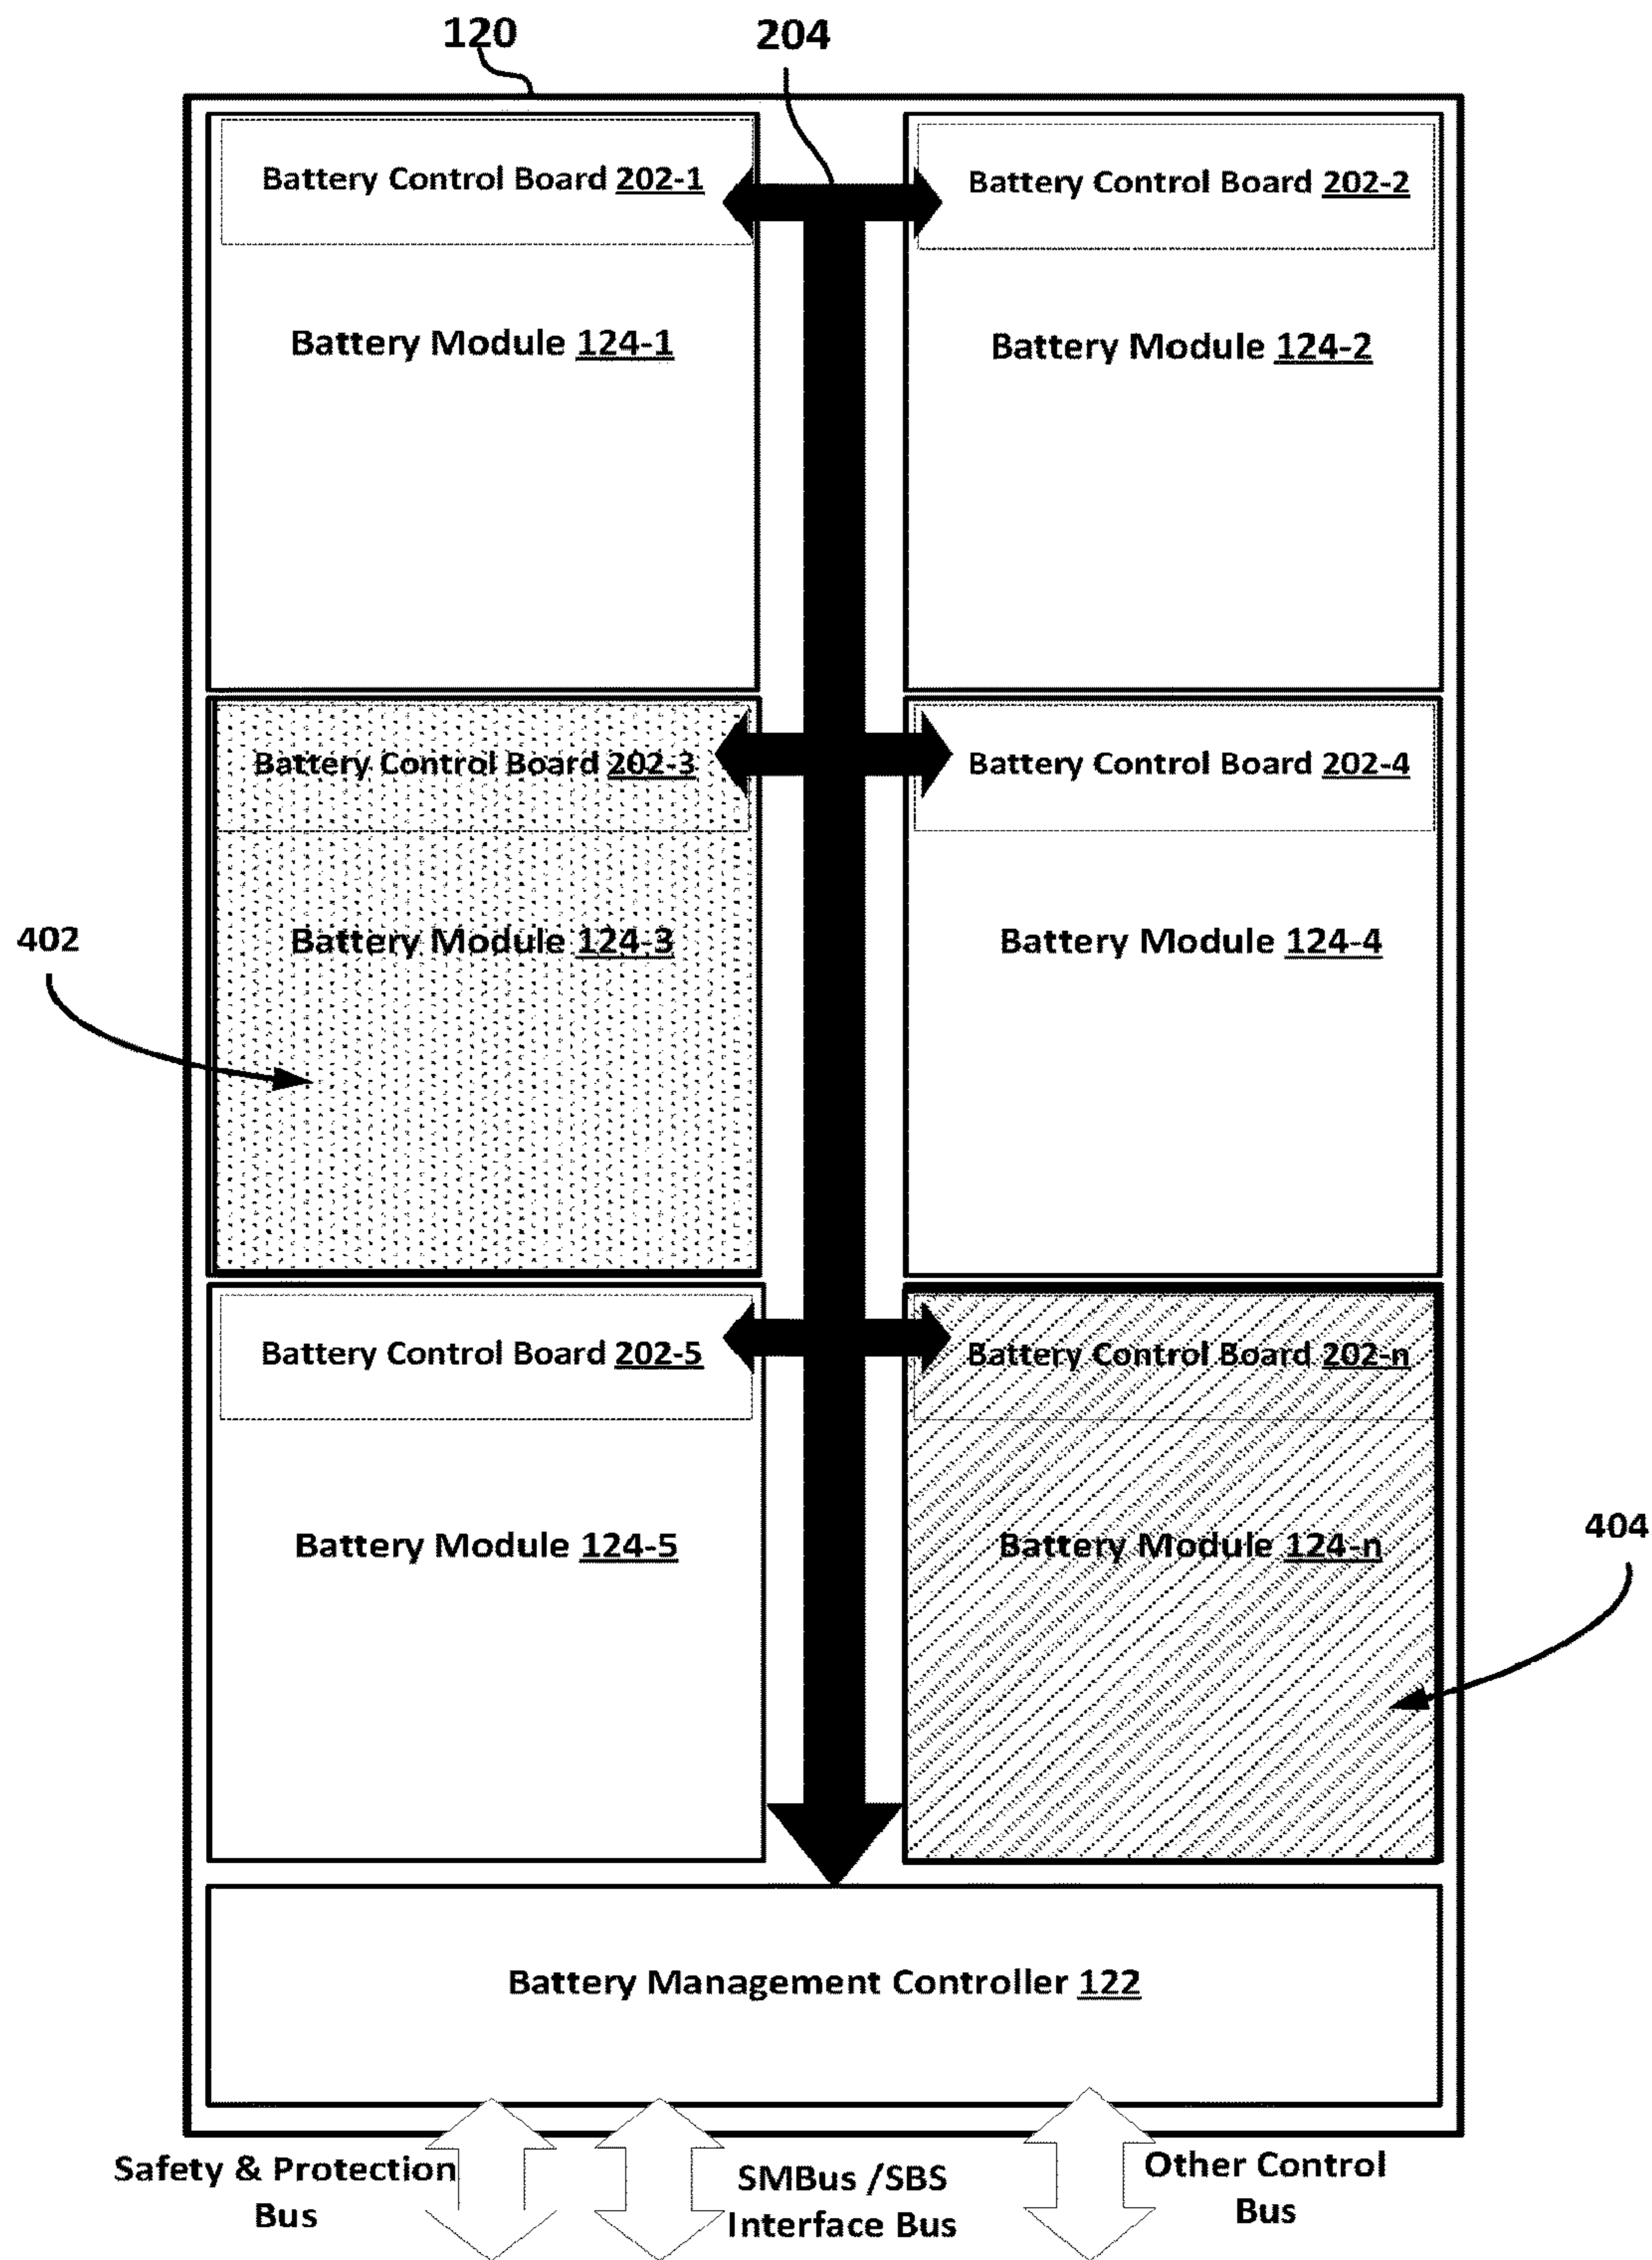 120
204
Battery Control Board 202-1
Battery Control Board 202-2
Battery Module 124-1
Battery Module 124-2
Battery Control Board 202-3
Battery Control Board 202-4
402
Battery Module 124-3
Battery Module 124-4
Battery Control Board 202-5
Battery Control Board 202-n
Battery Module 124-5
Battery Module 124-n
404
Battery Management Controller 122
Safety & Protection
Bus
SMBus /SBS
Interface Bus
Other Control
Bus